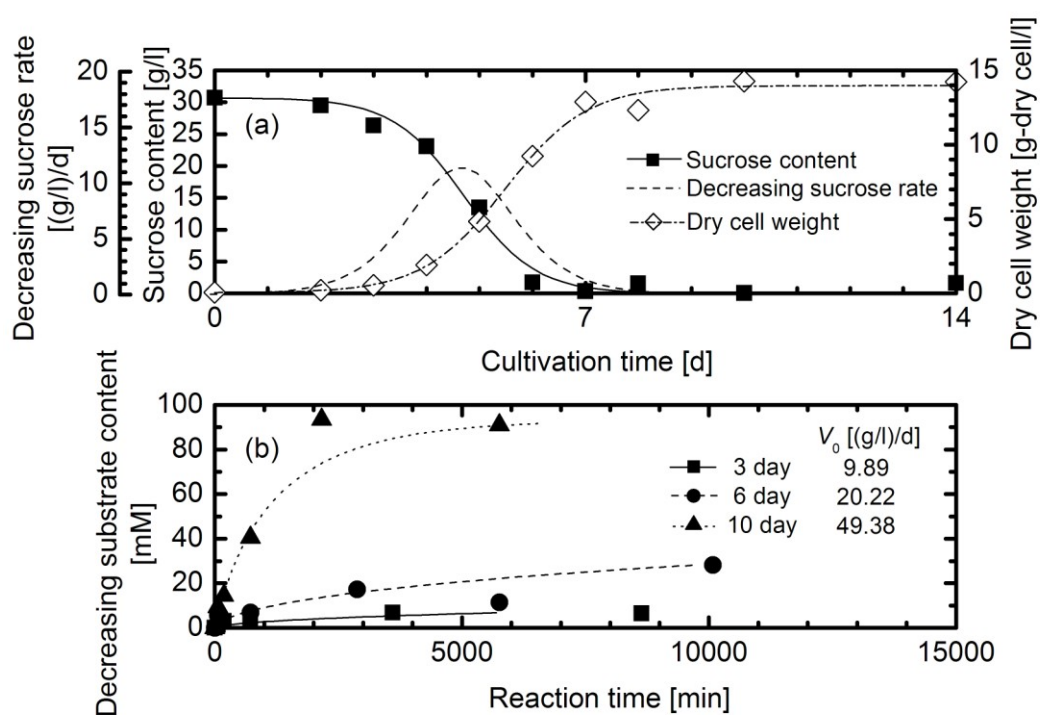 Decreasing sucrose rate
[(g/l)/d]
20
15
10
5
0
Sucrose content [g/l]
35
30
25
20
15
10
5
0
(a)
Sucrose content
Decreasing sucrose rate
Dry cell weight
15
10
5
0
Dry cell weight [g-dry cell/l]
0 7 14
Cultivation time [d]
Decreasing substrate content
[mM]
100
80
60
40
20
0
(b)
V0 [(g/l)/d]
3 day 9.89
6 day 20.22
10 day 49.38
0 5000 10000 15000
Reaction time [min]